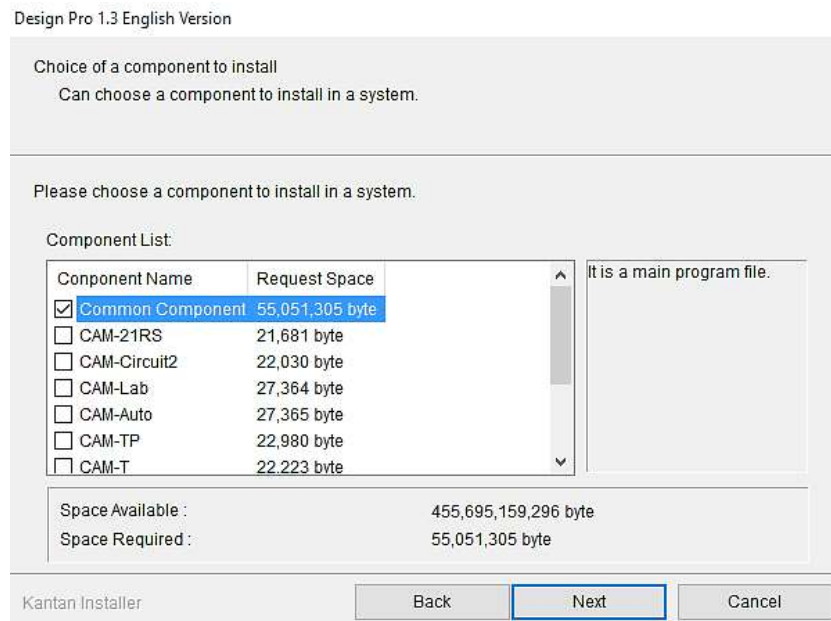 Design Pro 1.3 English Version
Choice of a component to install
Can choose a component to install in a system.
Please choose a component to install in a system.
Component List:
Conponent Name Request Space
Common Component 55,051,305 byte
CAM-21RS 21,681 byte
CAM-Circuit2 22,030 byte
CAM-Lab 27,364 byte
CAM-Auto 27,365 byte
CAM-TP 22,980 byte
CAM-T 22.223 byte
It is a main program file.
Space Available : 455,695,159,296 byte
Space Required : 55,051,305 byte
Kantan Installer
Back Next Cancel